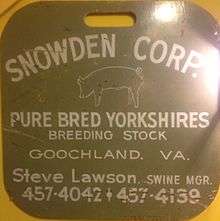 SNOWDEN CORP.
PURE BRED YORKSHIRES
BREEDING STOCK
GOOCHLAND. VA.
Steve Lawson, SWINE MGR.
457-4042 457-4139